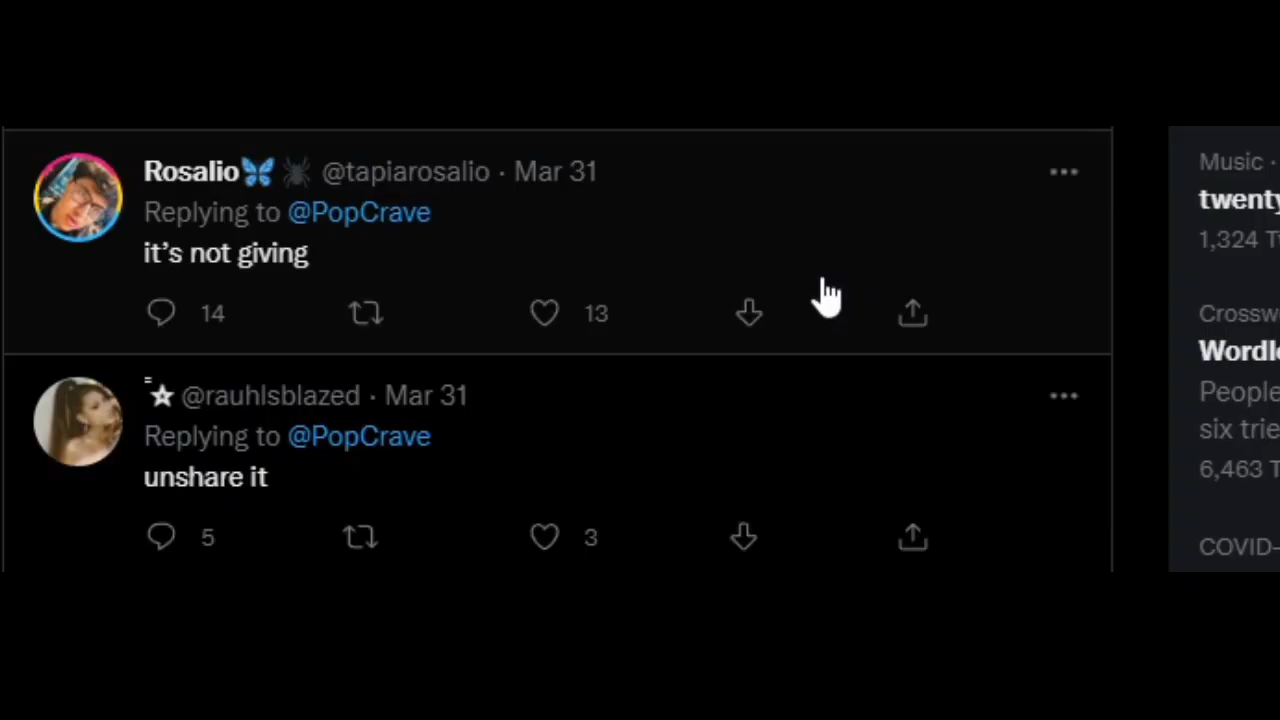 Rosalio🦋🕷 @tapiarosalio · Mar 31
Replying to @PopCrave
it's not giving
14 13
⭒ @rauhlsblazed · Mar 31
Replying to @PopCrave
unshare it
5 3
Music ·
twenty
1,324 T
Crossw
Wordle
People
six trie
6,463 T
COVID-